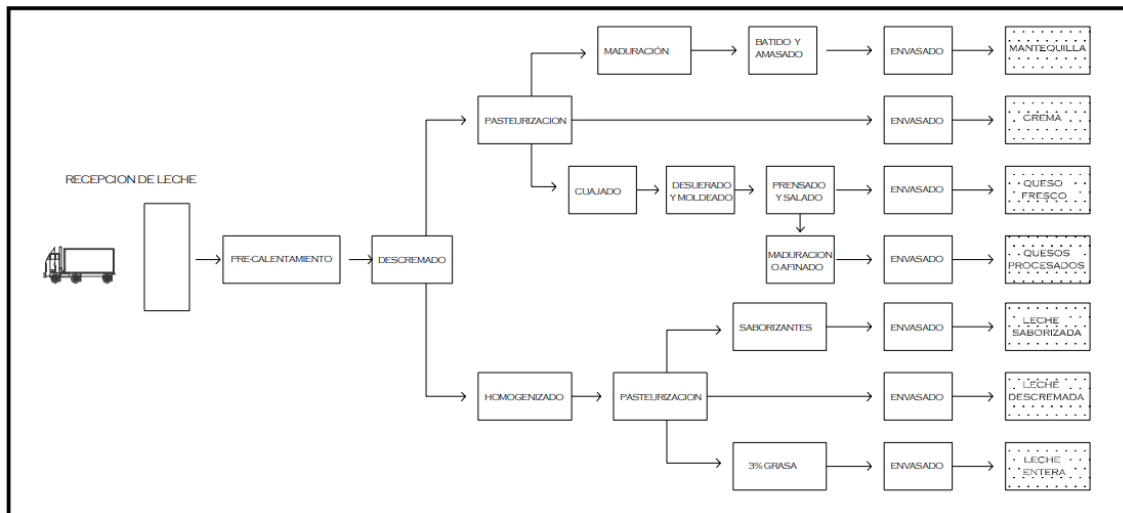 MADURACIÓN
BATIDO Y
AMASADO
ENVASADO
MANTEQUILLA
PASTEURIZACION
ENVASADO
CREMA
RECEPCION DE LECHE
CUAJADO
DESUERADO
Y MOLDEADO
PRENSADO
Y SALADO
ENVASADO
QUESO
FRESCO
PRE-CALENTAMIENTO
DESCREMADO
MADURACION
O AFINADO
ENVASADO
QUESOS
PROCESADOS
SABORIZANTES
ENVASADO
LECHE
SABORIZADA
HOMOGENIZADO
PASTEURIZACION
ENVASADO
LECHE
DESCREMADA
3% GRASA
ENVASADO
LECHE
ENTERA